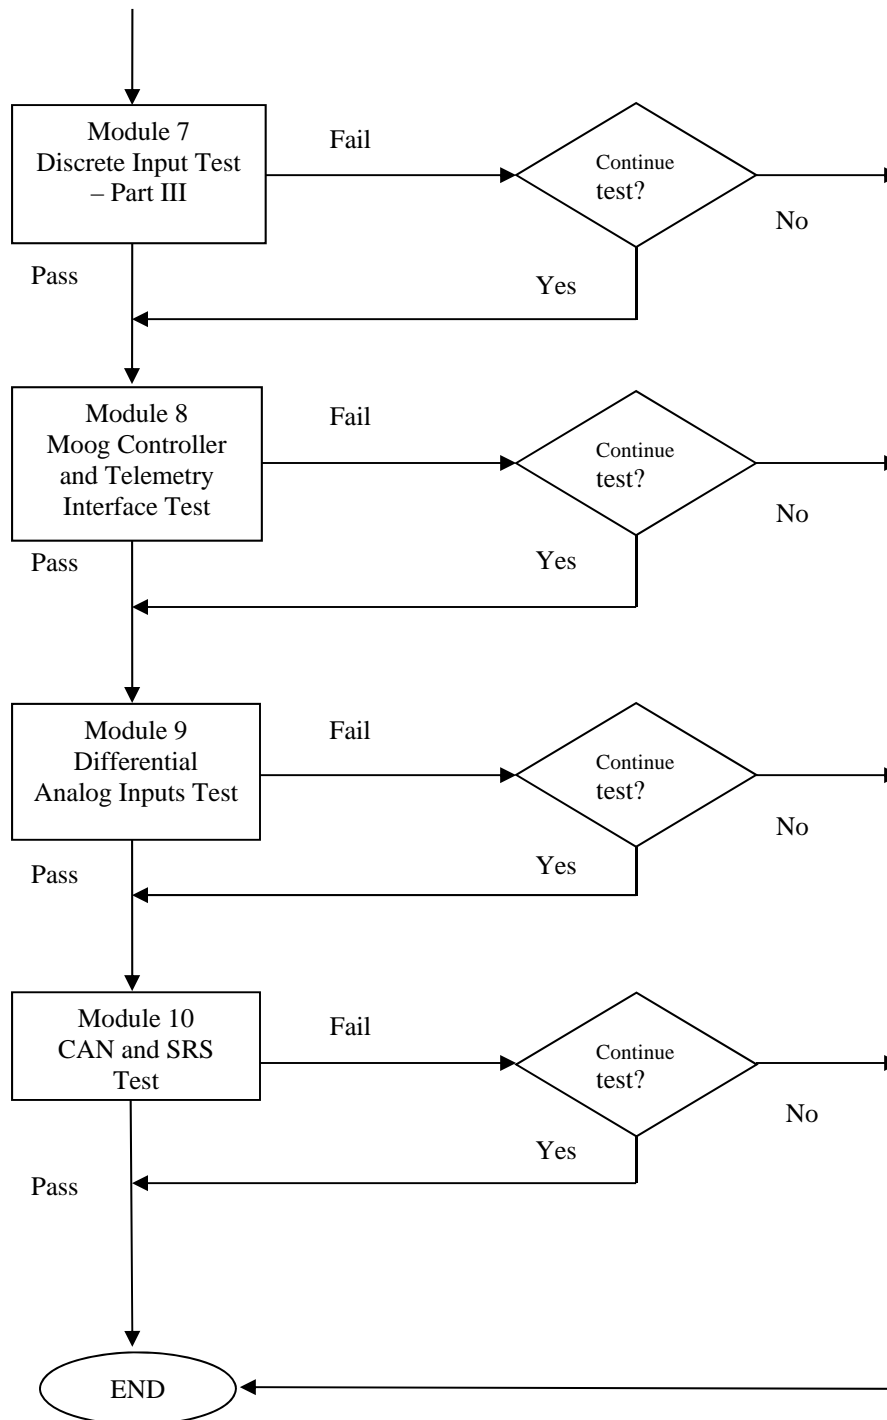 Module 7
Discrete Input Test
– Part III
Fail
Continue
test?
No
Pass
Yes
Module 8
Moog Controller
and Telemetry
Interface Test
Fail
Continue
test?
No
Pass
Yes
Module 9
Differential
Analog Inputs Test
Fail
Continue
test?
No
Pass
Yes
Module 10
CAN and SRS
Test
Fail
Continue
test?
No
Yes
Pass
END